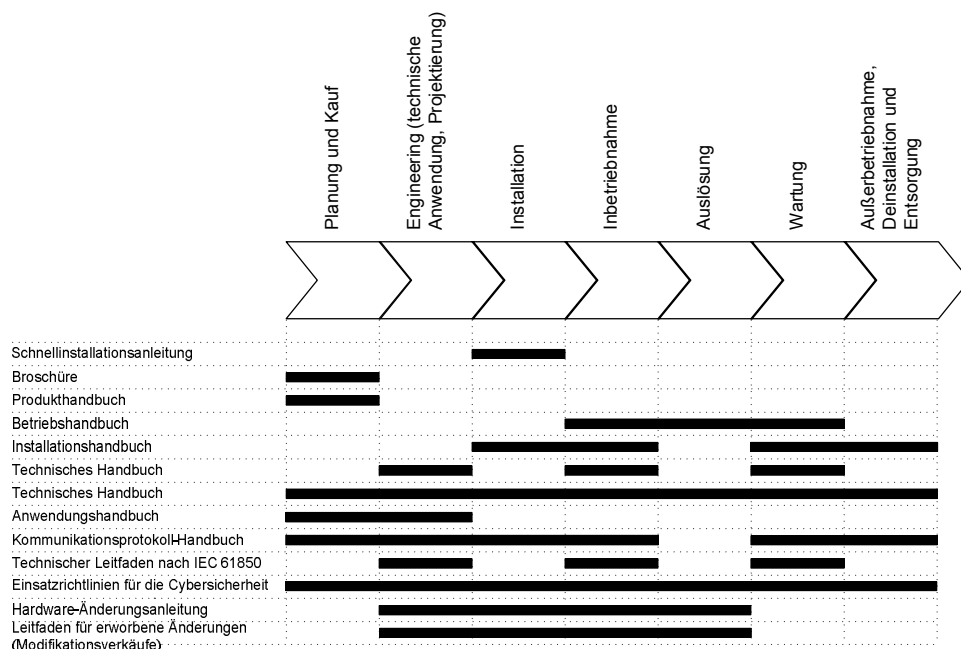 Planung und Kauf
Engineering (technische
Anwendung, Projektierung)
Installation
Inbetriebnahme
Auslösung
Wartung
Außerbetriebnahme,
Deinstallation und
Entsorgung
Schnellinstallationsanleitung
Broschüre
Produkthandbuch
Betriebshandbuch
Installationshandbuch
Technisches Handbuch
Technisches Handbuch
Anwendungshandbuch
Kommunikationsprotokoll-Handbuch
Technischer Leitfaden nach IEC 61850
Einsatzrichtlinien für die Cybersicherheit
Hardware-Änderungsanleitung
Leitfaden für erworbene Änderungen
(Modifikationsverkäufe)